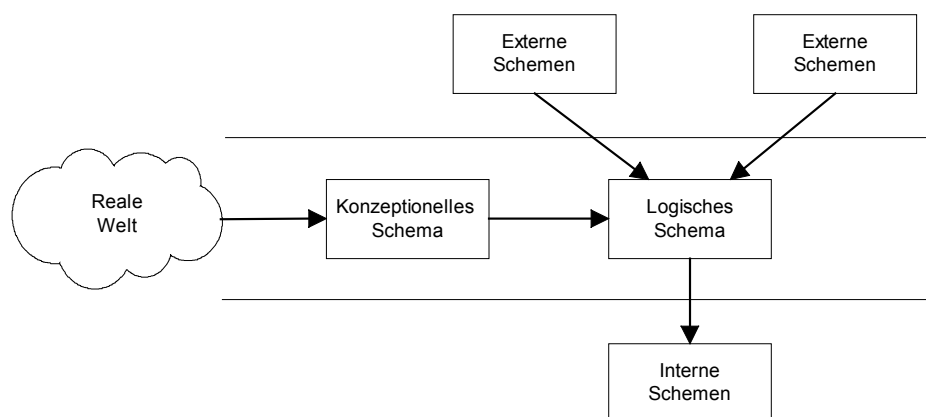 Externe
Schemen
Externe
Schemen
Reale
Welt
Konzeptionelles
Schema
Logisches
Schema
Interne
Schemen